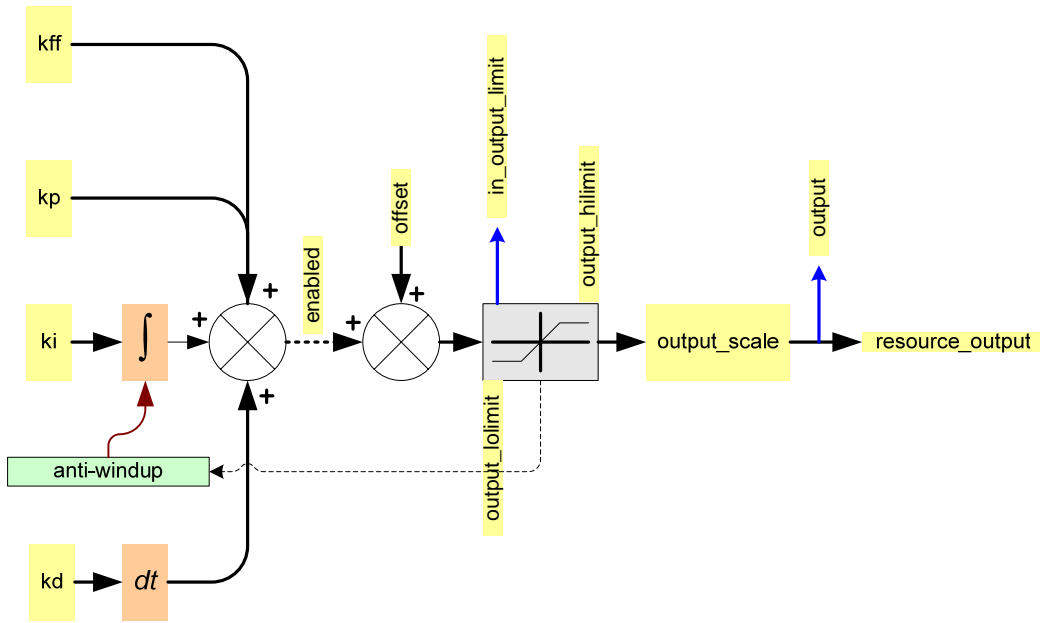 kff
kp
ki
∫
+
+
+
enabled
offset
+
+
in_output_limit
output_hilimit
output_lolimit
output_scale
output
resource_output
anti-windup
kd
dt